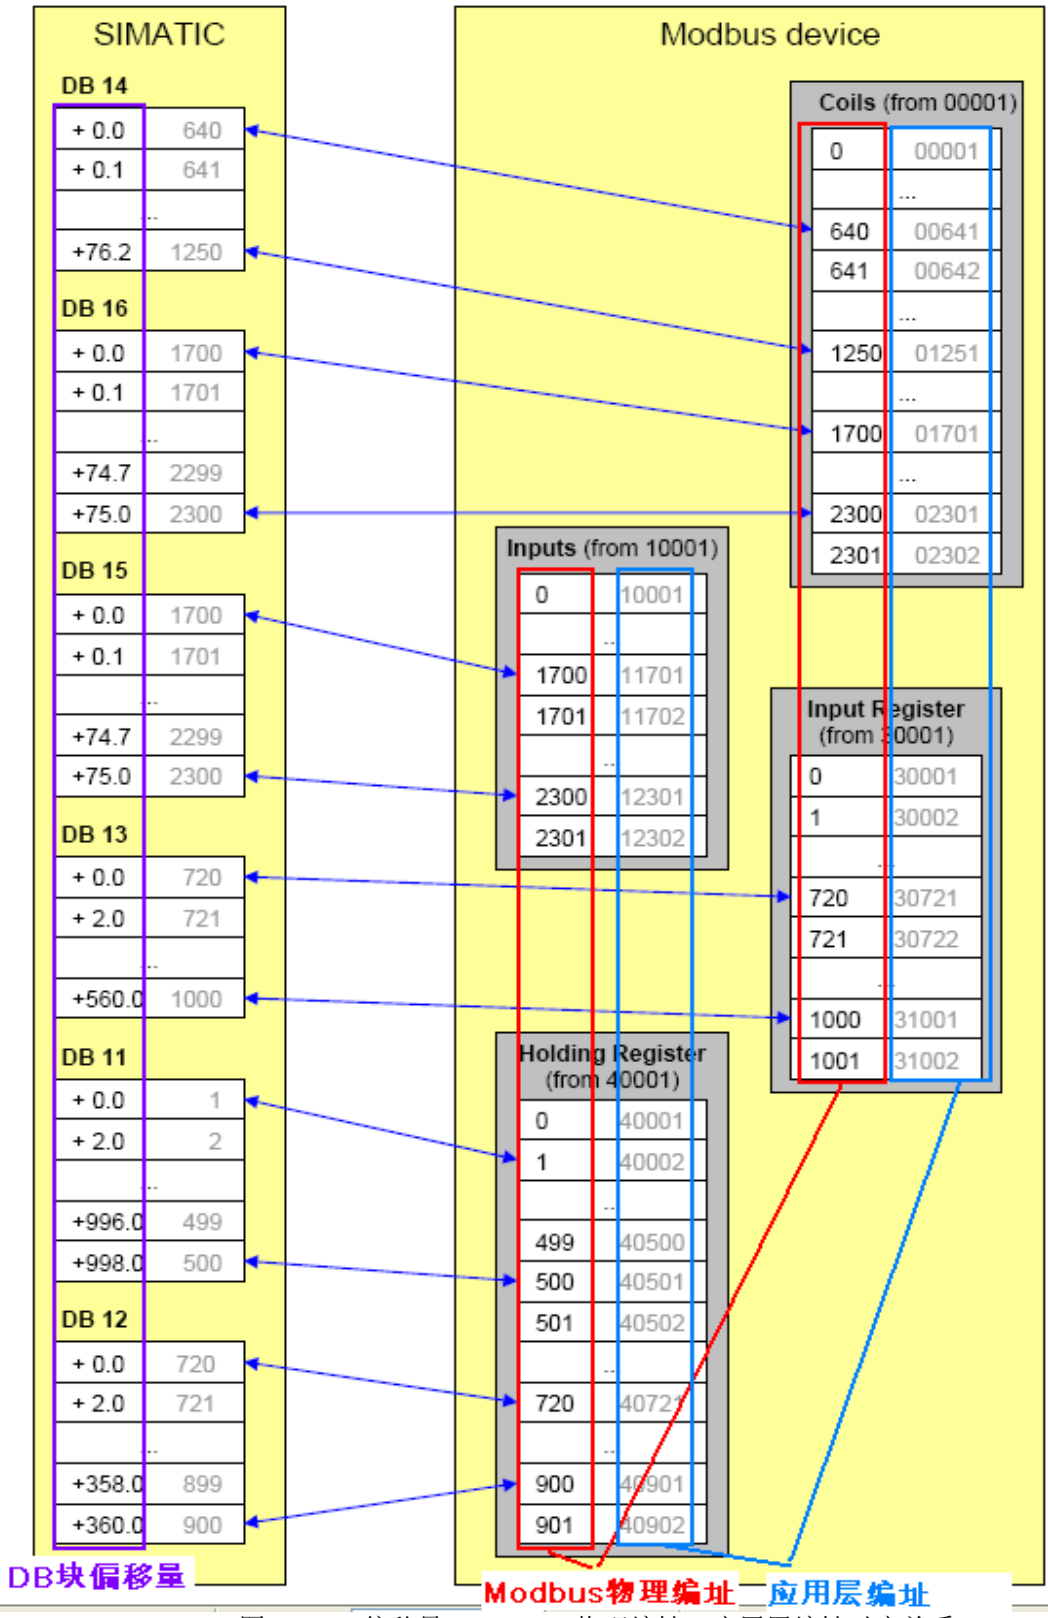 SIMATIC
DB 14
+ 0.0 640
+ 0.1 641
...
+76.2 1250
DB 16
+ 0.0 1700
+ 0.1 1701
...
+74.7 2299
+75.0 2300
DB 15
+ 0.0 1700
+ 0.1 1701
...
+74.7 2299
+75.0 2300
DB 13
+ 0.0 720
+ 2.0 721
...
+560.0 1000
DB 11
+ 0.0 1
+ 2.0 2
...
+996.0 499
+998.0 500
DB 12
+ 0.0 720
+ 2.0 721
...
+358.0 899
+360.0 900
DB块偏移量
Modbus device
Coils (from 00001)
0 00001
...
640 00641
641 00642
...
1250 01251
...
1700 01701
...
2300 02301
2301 02302
Inputs (from 10001)
0 10001
...
1700 11701
1701 11702
...
2300 12301
2301 12302
Input Register
(from 30001)
0 30001
1 30002
...
720 30721
721 30722
...
1000 31001
1001 31002
Holding Register
(from 40001)
0 40001
1 40002
...
499 40500
500 40501
501 40502
...
720 40721
...
900 40901
901 40902
Modbus物理编址
应用层编址